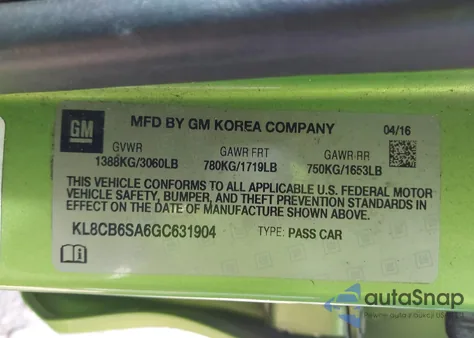 GM
MFD BY GM KOREA COMPANY 04/16
GVWR GAWR FRT GAWR RR
1388KG/3060LB 780KG/1719LB 750KG/1653LB
THIS VEHICLE CONFORMS TO ALL APPLICABLE U.S. FEDERAL MOTOR
VEHICLE SAFETY, BUMPER, AND THEFT PREVENTION STANDARDS IN
EFFECT ON THE DATE OF MANUFACTURE SHOWN ABOVE.
KL8CB6SA6GC631904 TYPE: PASS CAR
autoSnap